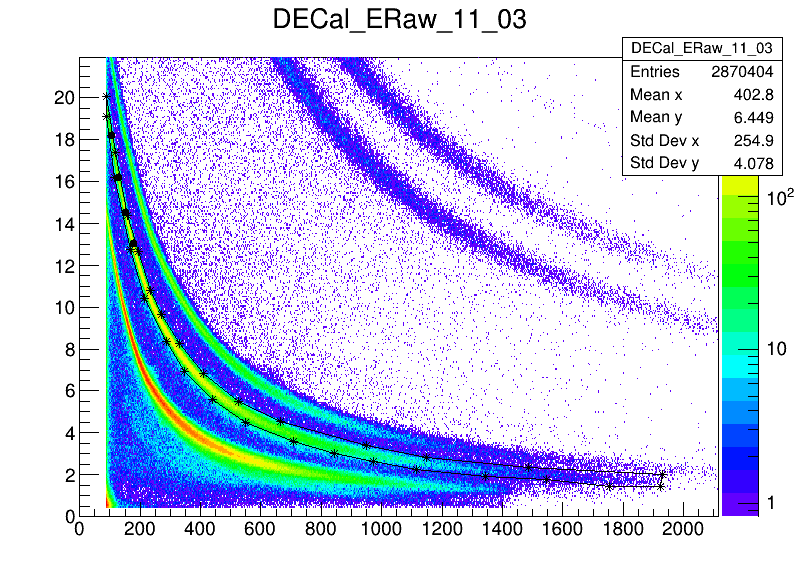 DECal_ERaw_11_03
DECal_ERaw_11_03
Entries 2870404
Mean x 402.8
Mean y 6.449
Std Dev x 254.9
Std Dev y 4.078
20
18
16
14
12
10
8
6
4
2
0
0 200 400 600 800 1000 1200 1400 1600 1800 2000
10²
10
1